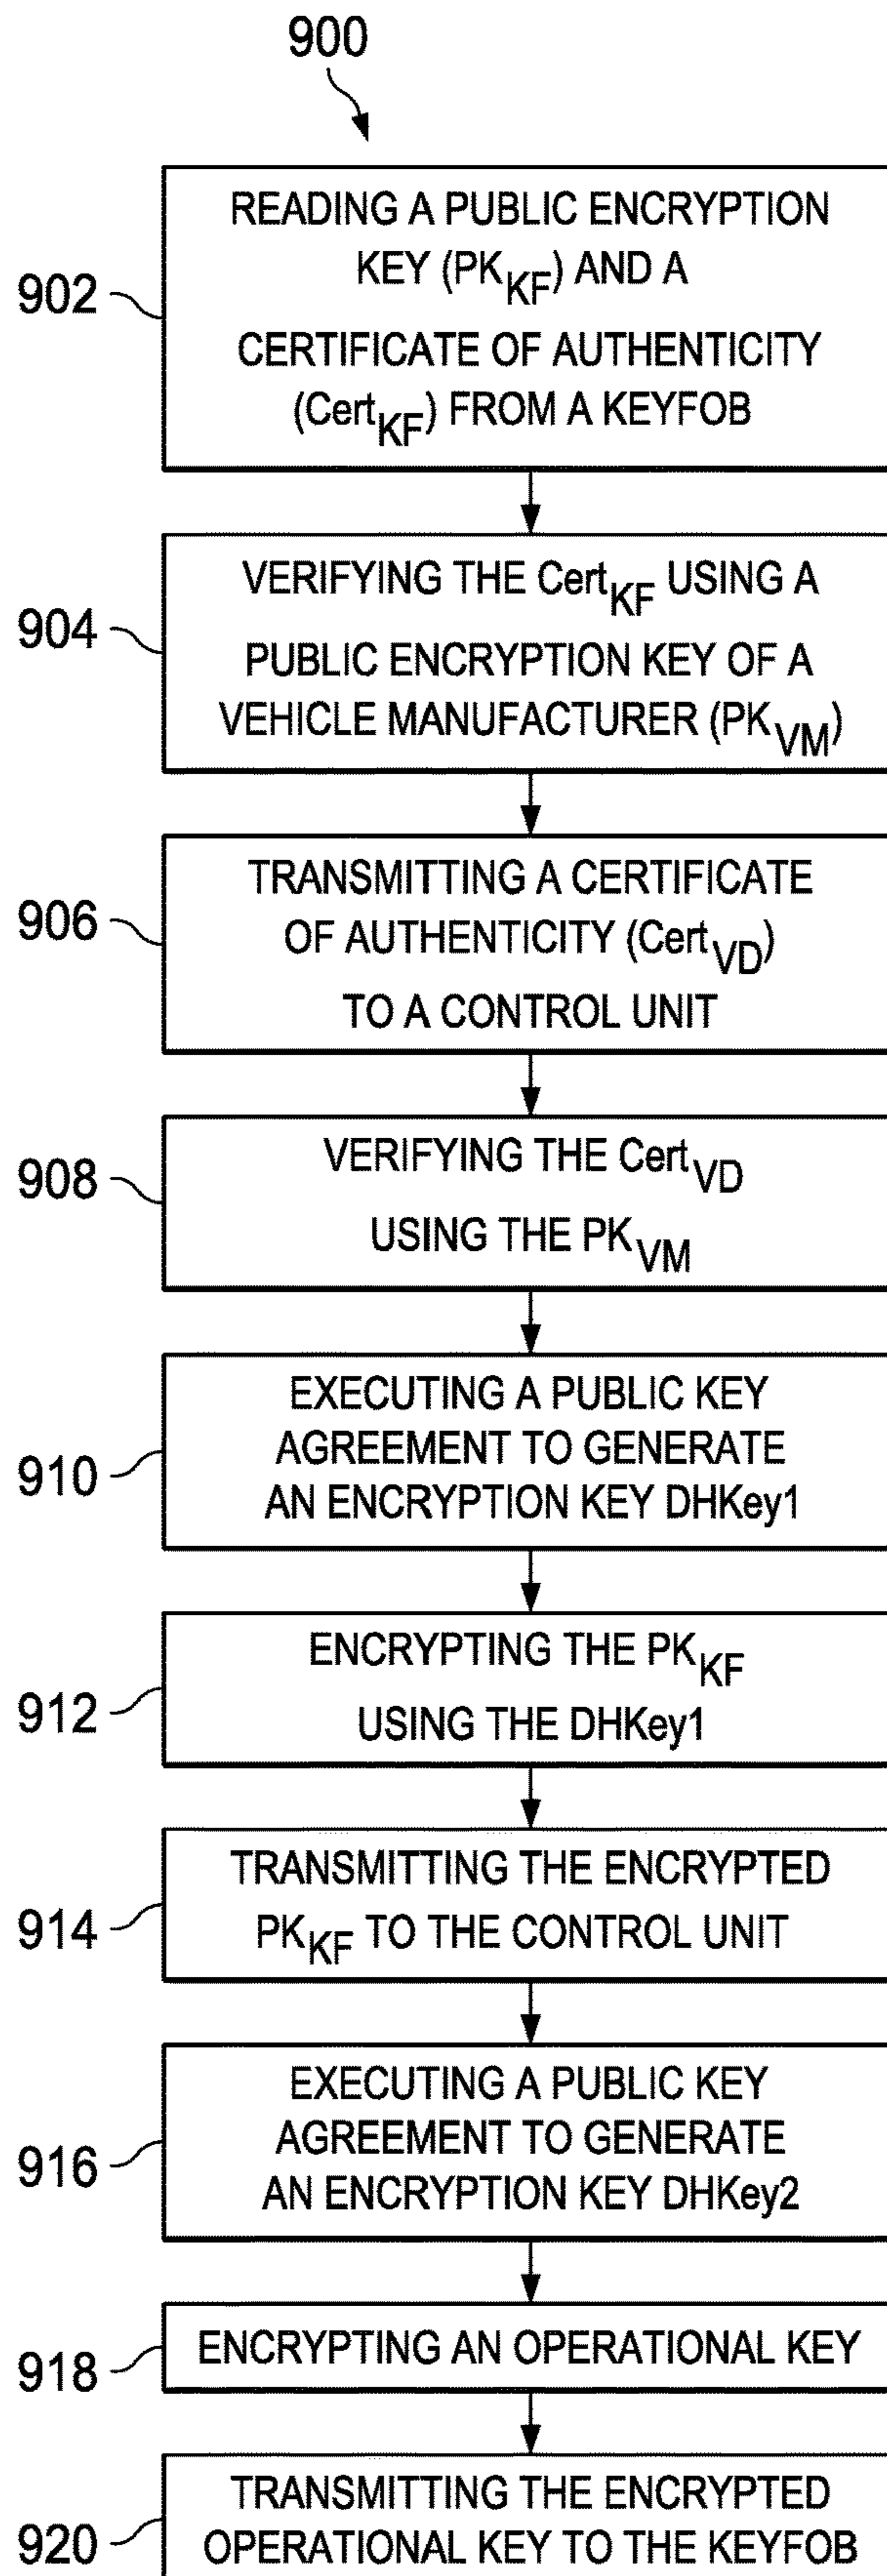 900
902
READING A PUBLIC ENCRYPTION
KEY (PKKF) AND A
CERTIFICATE OF AUTHENTICITY
(CertKF) FROM A KEYFOB
904
VERIFYING THE CertKF USING A
PUBLIC ENCRYPTION KEY OF A
VEHICLE MANUFACTURER (PKVM)
906
TRANSMITTING A CERTIFICATE
OF AUTHENTICITY (CertVD)
TO A CONTROL UNIT
908
VERIFYING THE CertVD
USING THE PKVM
910
EXECUTING A PUBLIC KEY
AGREEMENT TO GENERATE
AN ENCRYPTION KEY DHKey1
912
ENCRYPTING THE PKKF
USING THE DHKey1
914
TRANSMITTING THE ENCRYPTED
PKKF TO THE CONTROL UNIT
916
EXECUTING A PUBLIC KEY
AGREEMENT TO GENERATE
AN ENCRYPTION KEY DHKey2
918
ENCRYPTING AN OPERATIONAL KEY
920
TRANSMITTING THE ENCRYPTED
OPERATIONAL KEY TO THE KEYFOB